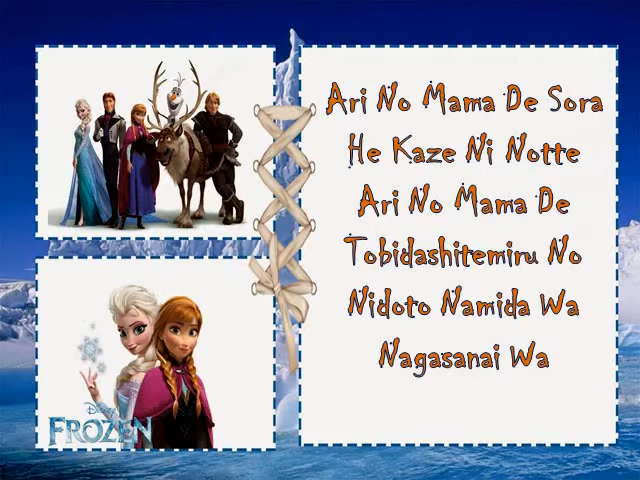 Ari No Mama De Sora
He Kaze Ni Notte
Ari No Mama De
Tobidashitemiru No
Nidoto Namida Wa
Nagasanai Wa
Disney
FROZEN